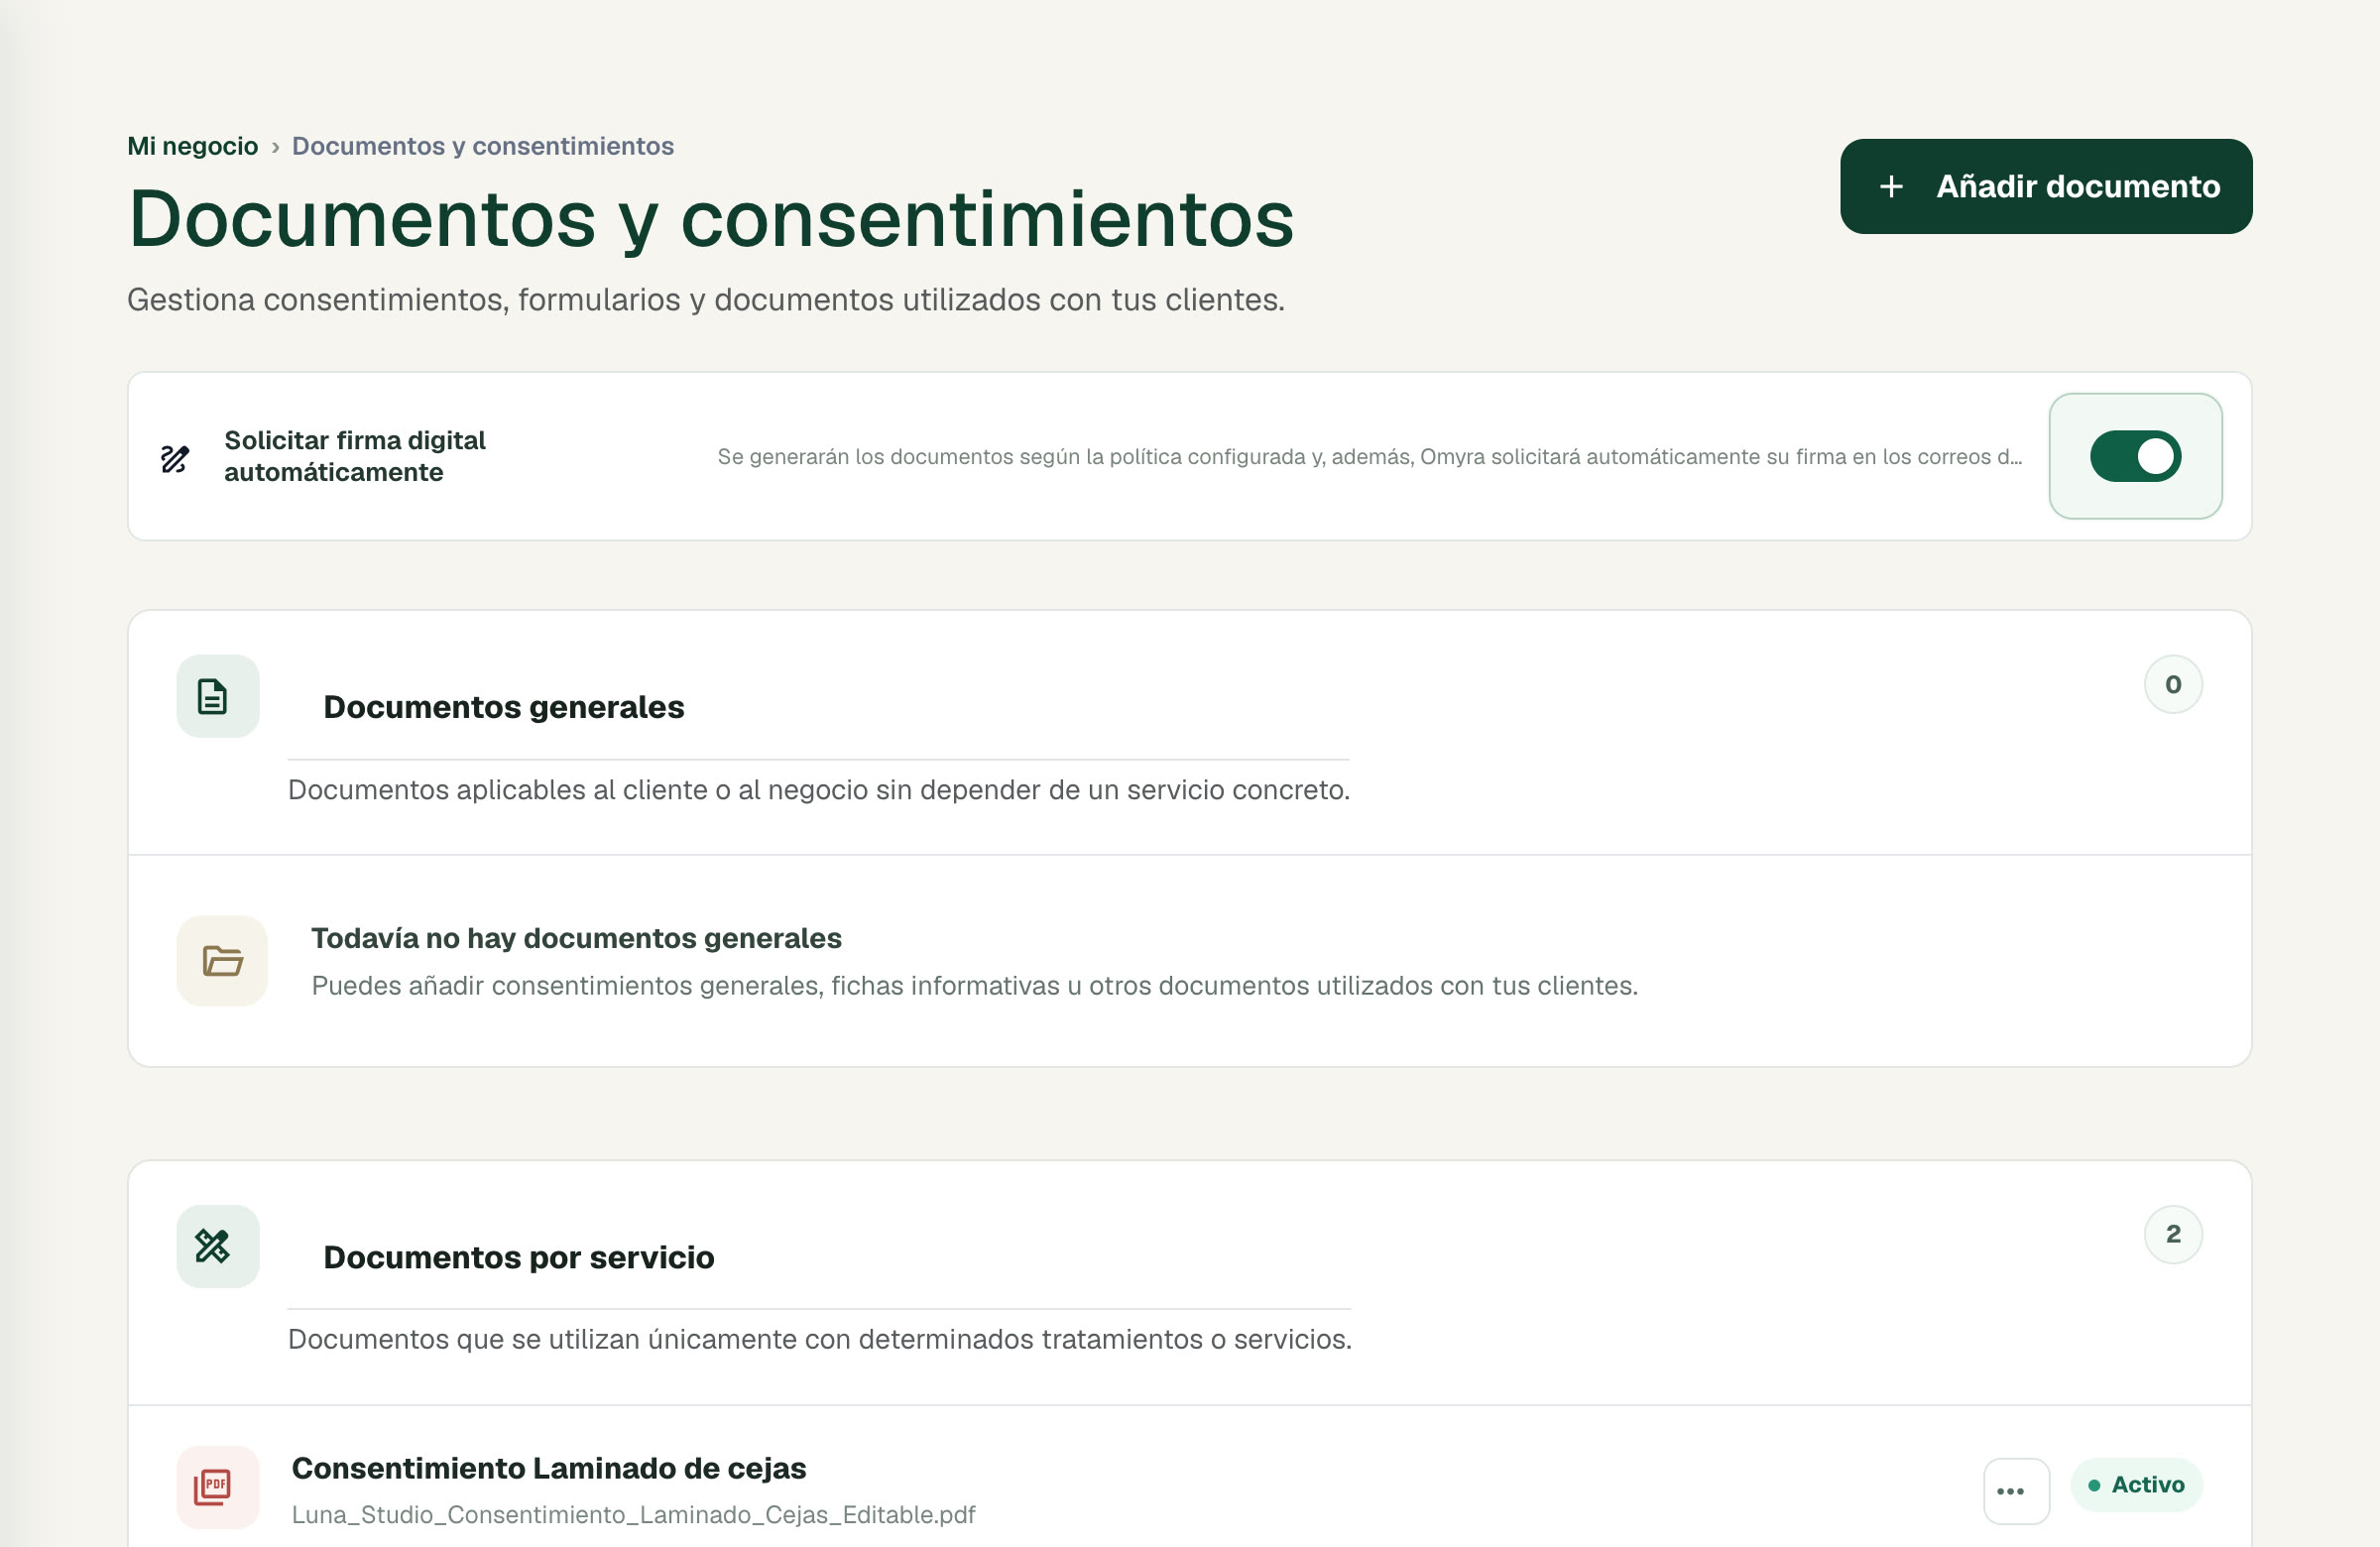 Mi negocio › Documentos y consentimientos
Documentos y consentimientos
+ Añadir documento
Gestiona consentimientos, formularios y documentos utilizados con tus clientes.
Solicitar firma digital
automáticamente
Se generarán los documentos según la política configurada y, además, Omyra solicitará automáticamente su firma en los correos d...
Documentos generales
0
Documentos aplicables al cliente o al negocio sin depender de un servicio concreto.
Todavía no hay documentos generales
Puedes añadir consentimientos generales, fichas informativas u otros documentos utilizados con tus clientes.
Documentos por servicio
2
Documentos que se utilizan únicamente con determinados tratamientos o servicios.
PDF
Consentimiento Laminado de cejas
Luna_Studio_Consentimiento_Laminado_Cejas_Editable.pdf
Activo